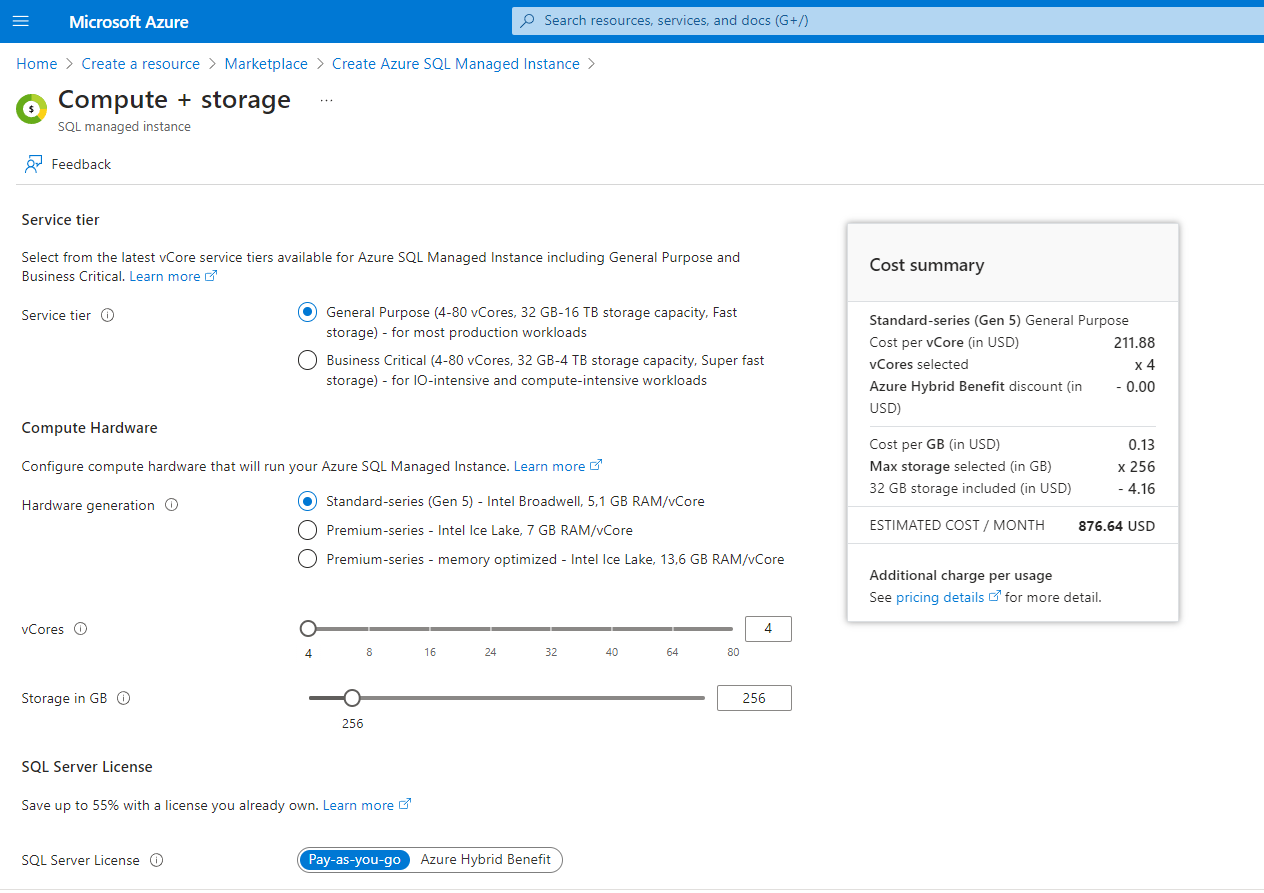 Microsoft Azure
Search resources, services, and docs (G+/)
Home > Create a resource > Marketplace > Create Azure SQL Managed Instance >
$
Compute + storage ...
SQL managed instance
Feedback
Service tier
Select from the latest vCore service tiers available for Azure SQL Managed Instance including General Purpose and
Business Critical. Learn more
Service tier
General Purpose (4-80 vCores, 32 GB-16 TB storage capacity, Fast
storage) - for most production workloads
Business Critical (4-80 vCores, 32 GB-4 TB storage capacity, Super fast
storage) - for IO-intensive and compute-intensive workloads
Compute Hardware
Configure compute hardware that will run your Azure SQL Managed Instance. Learn more
Hardware generation
Standard-series (Gen 5) - Intel Broadwell, 5,1 GB RAM/vCore
Premium-series - Intel Ice Lake, 7 GB RAM/vCore
Premium-series - memory optimized - Intel Ice Lake, 13,6 GB RAM/vCore
vCores
4
4 8 16 24 32 40 64 80
Storage in GB
256
256
SQL Server License
Save up to 55% with a license you already own. Learn more
SQL Server License
Pay-as-you-go Azure Hybrid Benefit
Cost summary
Standard-series (Gen 5) General Purpose
Cost per vCore (in USD) 211.88
vCores selected x 4
Azure Hybrid Benefit discount (in - 0.00
USD)
Cost per GB (in USD) 0.13
Max storage selected (in GB) x 256
32 GB storage included (in USD) - 4.16
ESTIMATED COST / MONTH 876.64 USD
Additional charge per usage
See pricing details for more detail.